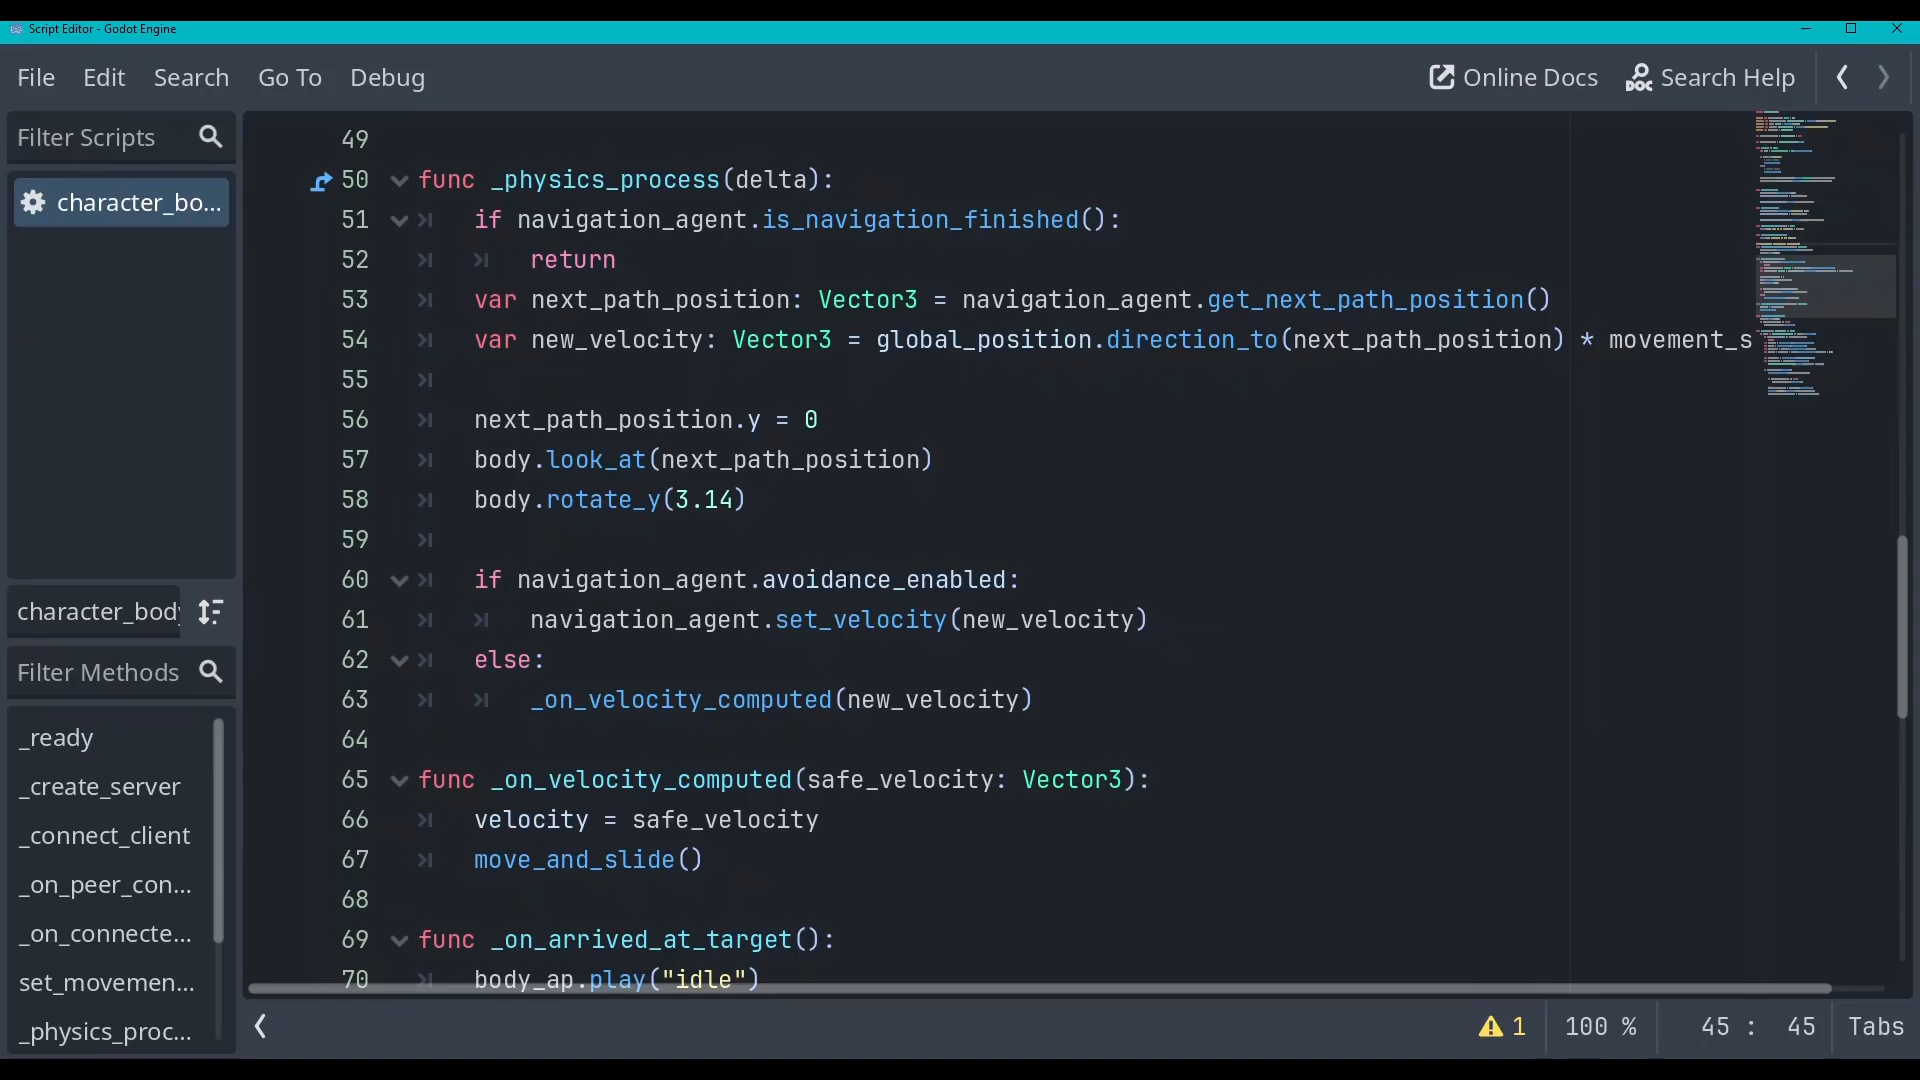 Script Editor - Godot Engine
File Edit Search Go To Debug
Online Docs Search Help
Filter Scripts
character_bo...
character_body
Filter Methods
_ready
_create_server
_connect_client
_on_peer_con...
_on_connecte...
set_movemen...
_physics_proc...
49
50 func _physics_process(delta):
51 if navigation_agent.is_navigation_finished():
52 return
53 var next_path_position: Vector3 = navigation_agent.get_next_path_position()
54 var new_velocity: Vector3 = global_position.direction_to(next_path_position) * movement_s
55
56 next_path_position.y = 0
57 body.look_at(next_path_position)
58 body.rotate_y(3.14)
59
60 if navigation_agent.avoidance_enabled:
61 navigation_agent.set_velocity(new_velocity)
62 else:
63 _on_velocity_computed(new_velocity)
64
65 func _on_velocity_computed(safe_velocity: Vector3):
66 velocity = safe_velocity
67 move_and_slide()
68
69 func _on_arrived_at_target():
70 body_ap.play("idle")
1 100 % 45 : 45 Tabs